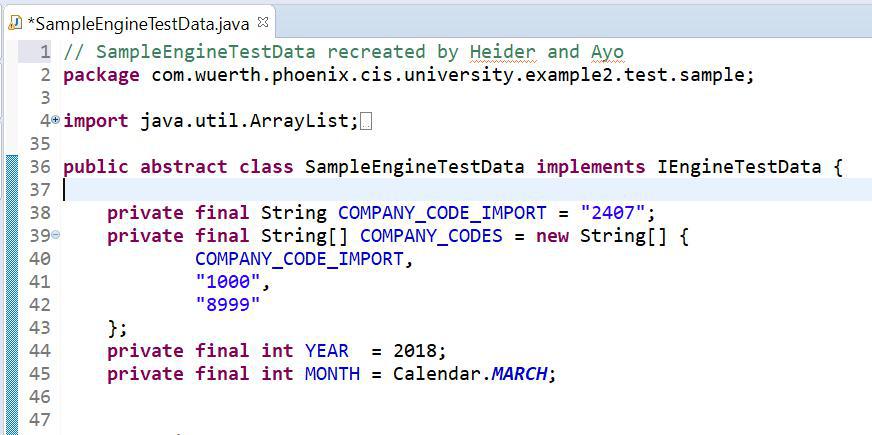 *SampleEngineTestData.java
1 // SampleEngineTestData recreated by Heider and Ayo
2 package com.wuerth.phoenix.cis.university.example2.test.sample;
3
4 import java.util.ArrayList;
35
36 public abstract class SampleEngineTestData implements IEngineTestData {
37
38 private final String COMPANY_CODE_IMPORT = "2407";
39 private final String[] COMPANY_CODES = new String[] {
40 COMPANY_CODE_IMPORT,
41 "1000",
42 "8999"
43 };
44 private final int YEAR  = 2018;
45 private final int MONTH = Calendar.MARCH;
46
47